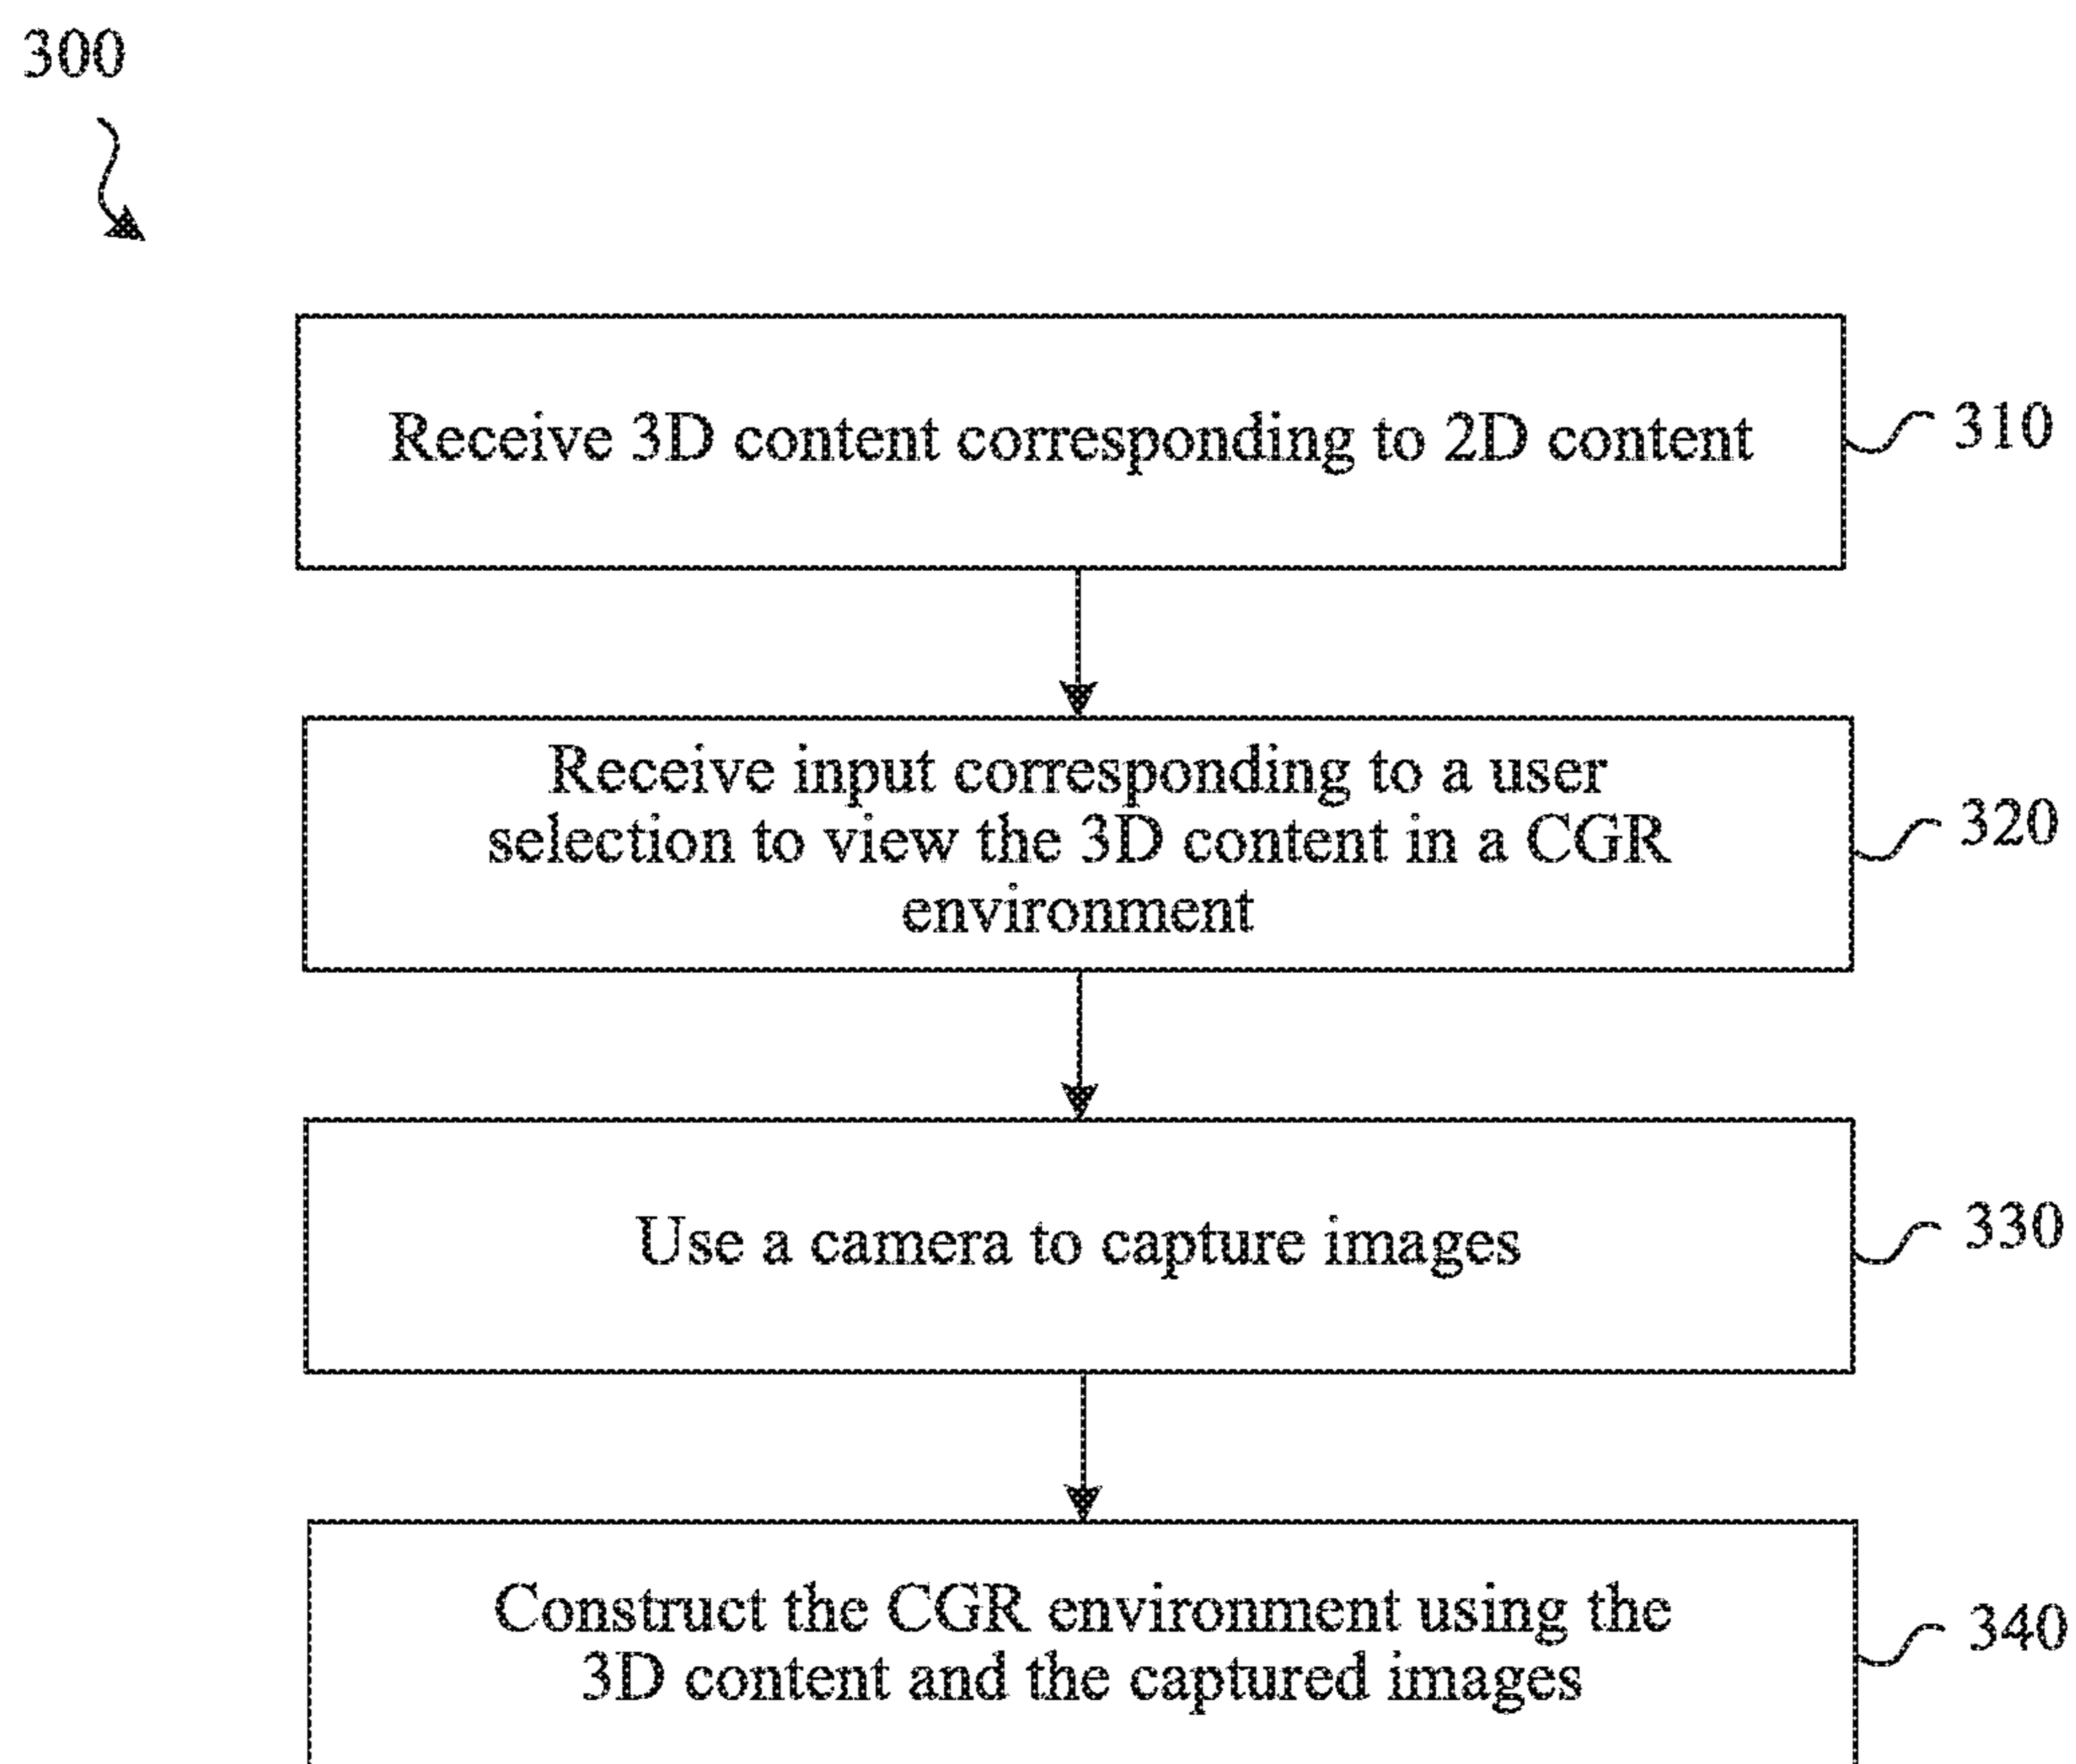 300
Receive 3D content corresponding to 2D content
310
Receive input corresponding to a user
selection to view the 3D content in a CGR
environment
320
Use a camera to capture images
330
Construct the CGR environment using the
3D content and the captured images
340